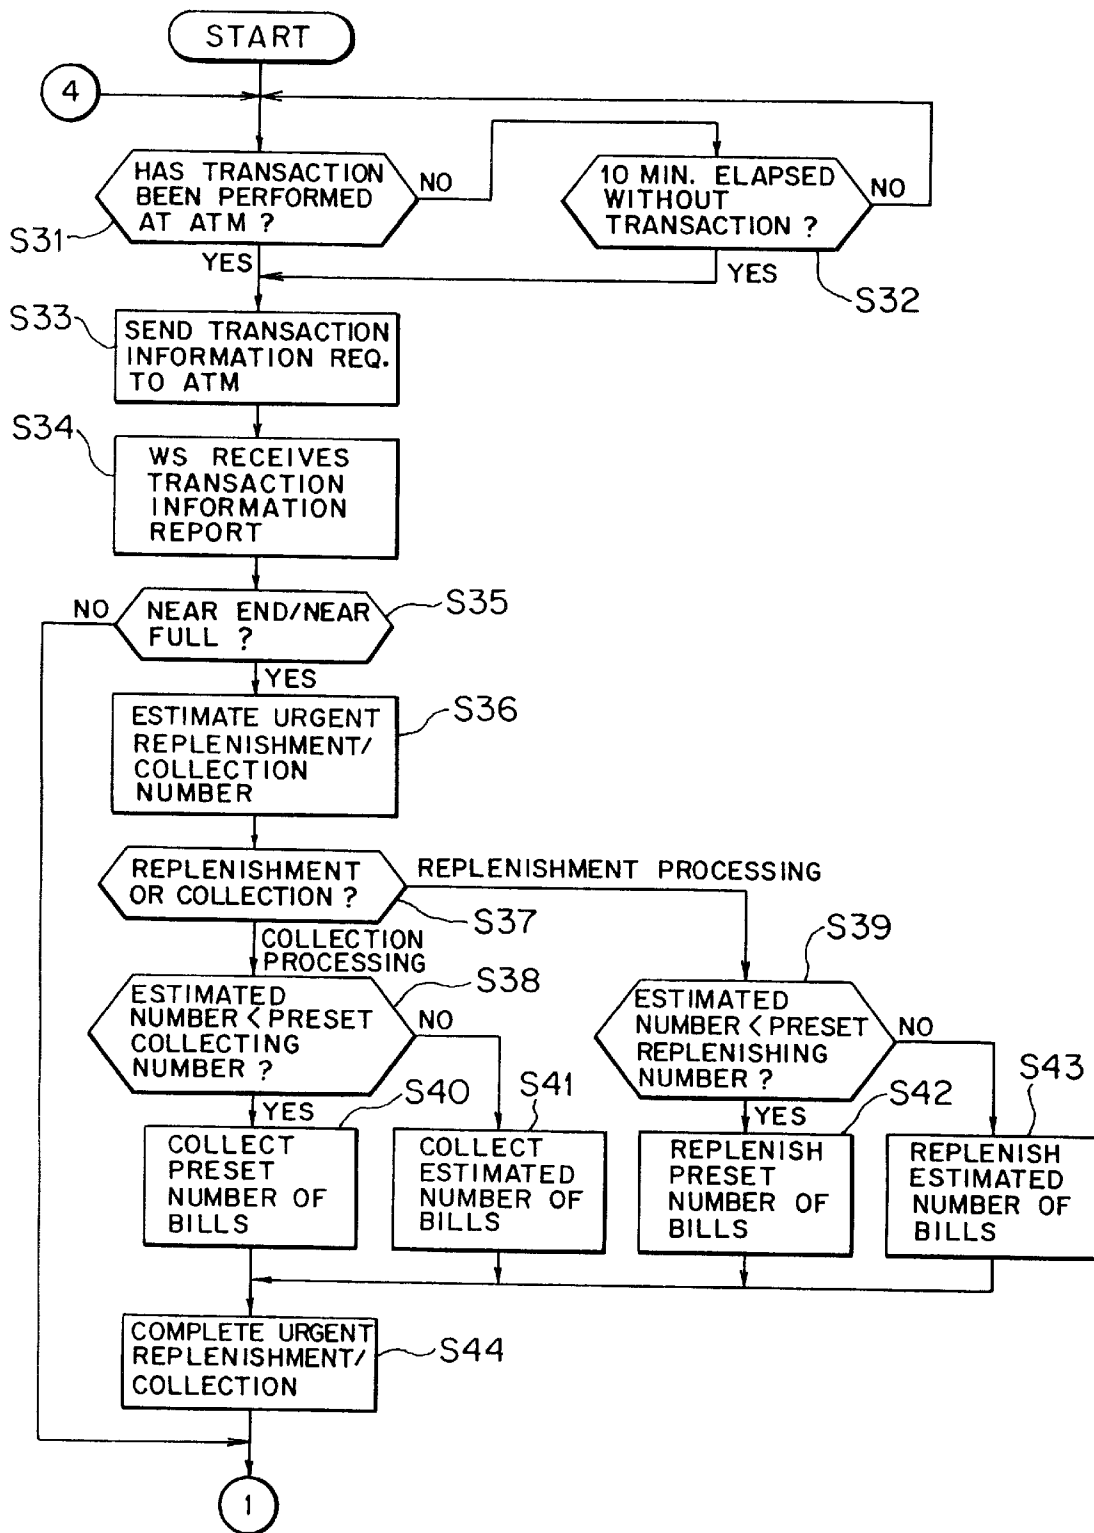 START
4
HAS TRANSACTION
BEEN PERFORMED
AT ATM ?
NO
10 MIN. ELAPSED
WITHOUT
TRANSACTION ?
NO
S31
YES
YES
S32
S33
SEND TRANSACTION
INFORMATION REQ.
TO ATM
S34
WS RECEIVES
TRANSACTION
INFORMATION
REPORT
NO
NEAR END/NEAR
FULL ?
S35
YES
ESTIMATE URGENT
REPLENISHMENT/
COLLECTION
NUMBER
S36
REPLENISHMENT
OR COLLECTION ?
REPLENISHMENT PROCESSING
S37
COLLECTION
PROCESSING
S38
S39
ESTIMATED
NUMBER < PRESET
COLLECTING
NUMBER ?
NO
ESTIMATED
NUMBER < PRESET
REPLENISHING
NUMBER ?
NO
YES
S40
S41
YES
S42
S43
COLLECT
PRESET
NUMBER OF
BILLS
COLLECT
ESTIMATED
NUMBER OF
BILLS
REPLENISH
PRESET
NUMBER OF
BILLS
REPLENISH
ESTIMATED
NUMBER OF
BILLS
COMPLETE URGENT
REPLENISHMENT/
COLLECTION
S44
1